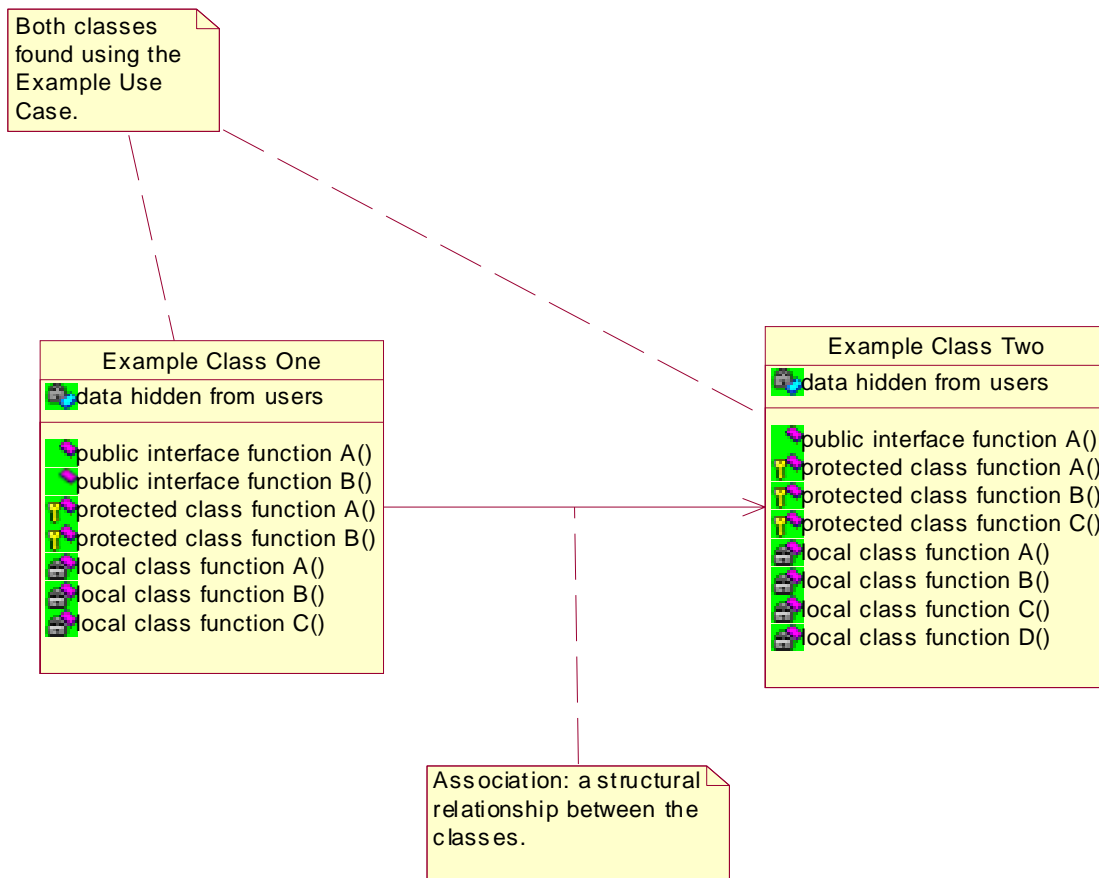 Both classes
found using the
Example Use
Case.
Example Class One
data hidden from users
public interface function A()
public interface function B()
protected class function A()
protected class function B()
local class function A()
local class function B()
local class function C()
Example Class Two
data hidden from users
public interface function A()
protected class function A()
protected class function B()
protected class function C()
local class function A()
local class function B()
local class function C()
local class function D()
Association: a structural
relationship between the
classes.